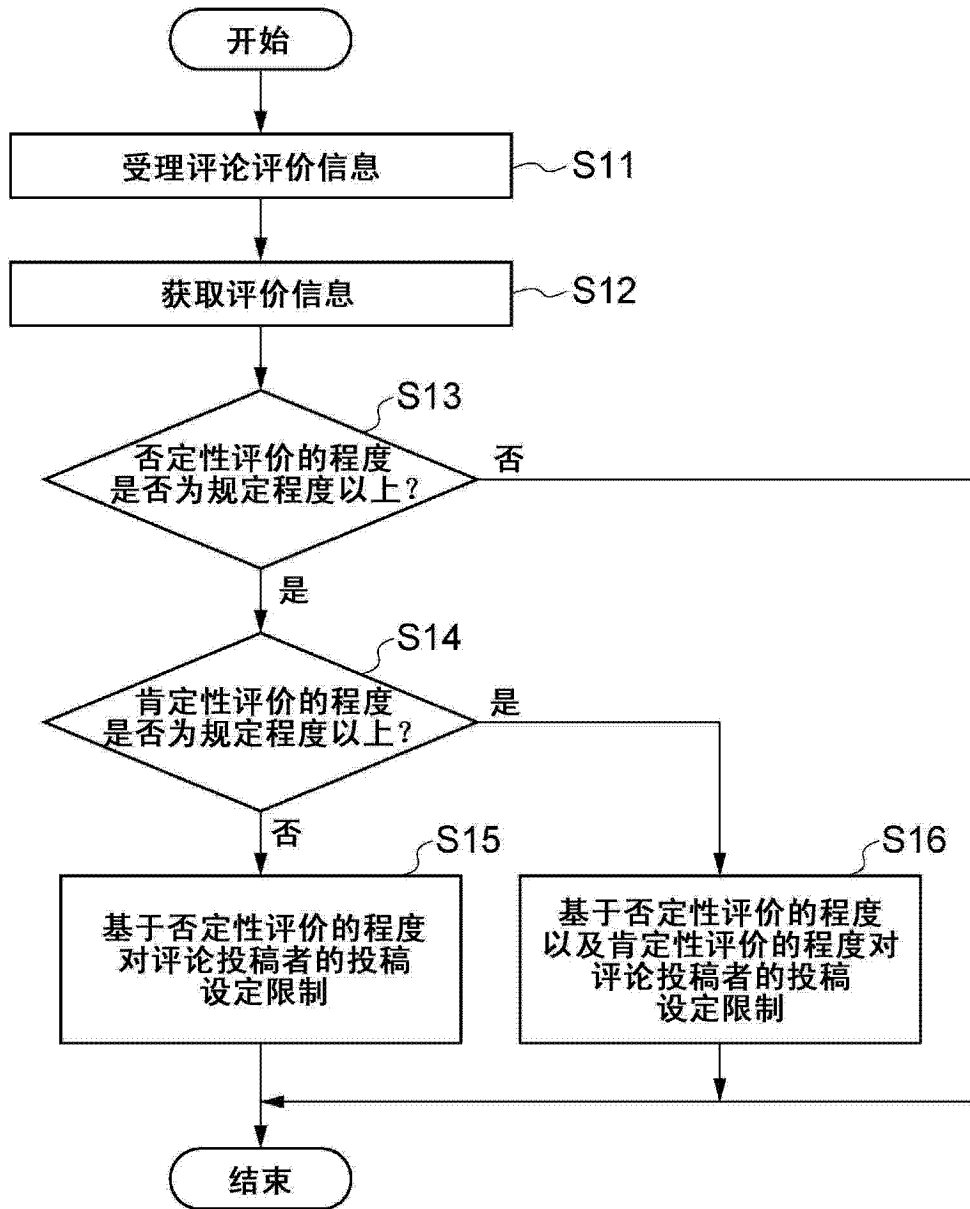 开始
受理评论评价信息
S11
获取评价信息
S12
S13
否定性评价的程度
是否为规定程度以上？
否
是
S14
肯定性评价的程度
是否为规定程度以上？
是
否
S15
基于否定性评价的程度
对评论投稿者的投稿
设定限制
S16
基于否定性评价的程度
以及肯定性评价的程度对
评论投稿者的投稿
设定限制
结束